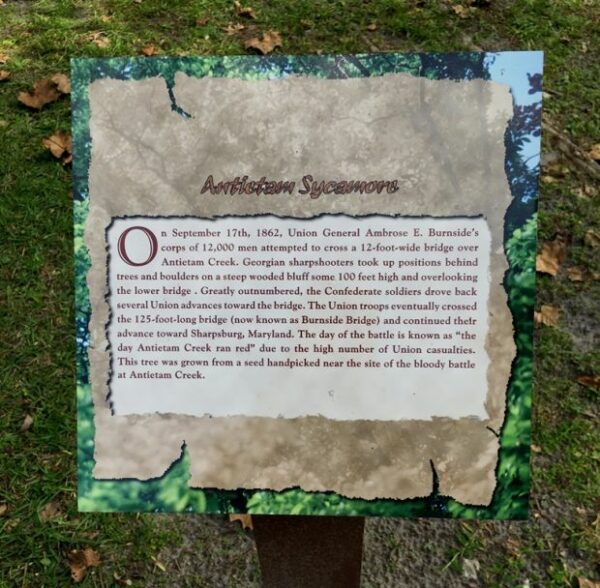 Antietam Sycamore
On September 17th, 1862, Union General Ambrose E. Burnside's
corps of 12,000 men attempted to cross a 12-foot-wide bridge over
Antietam Creek. Georgian sharpshooters took up positions behind
trees and boulders on a steep wooded bluff some 100 feet high and overlooking
the lower bridge . Greatly outnumbered, the Confederate soldiers drove back
several Union advances toward the bridge. The Union troops eventually crossed
the 125-foot-long bridge (now known as Burnside Bridge) and continued their
advance toward Sharpsburg, Maryland. The day of the battle is known as "the
day Antietam Creek ran red" due to the high number of Union casualties.
This tree was grown from a seed handpicked near the site of the bloody battle
at Antietam Creek.